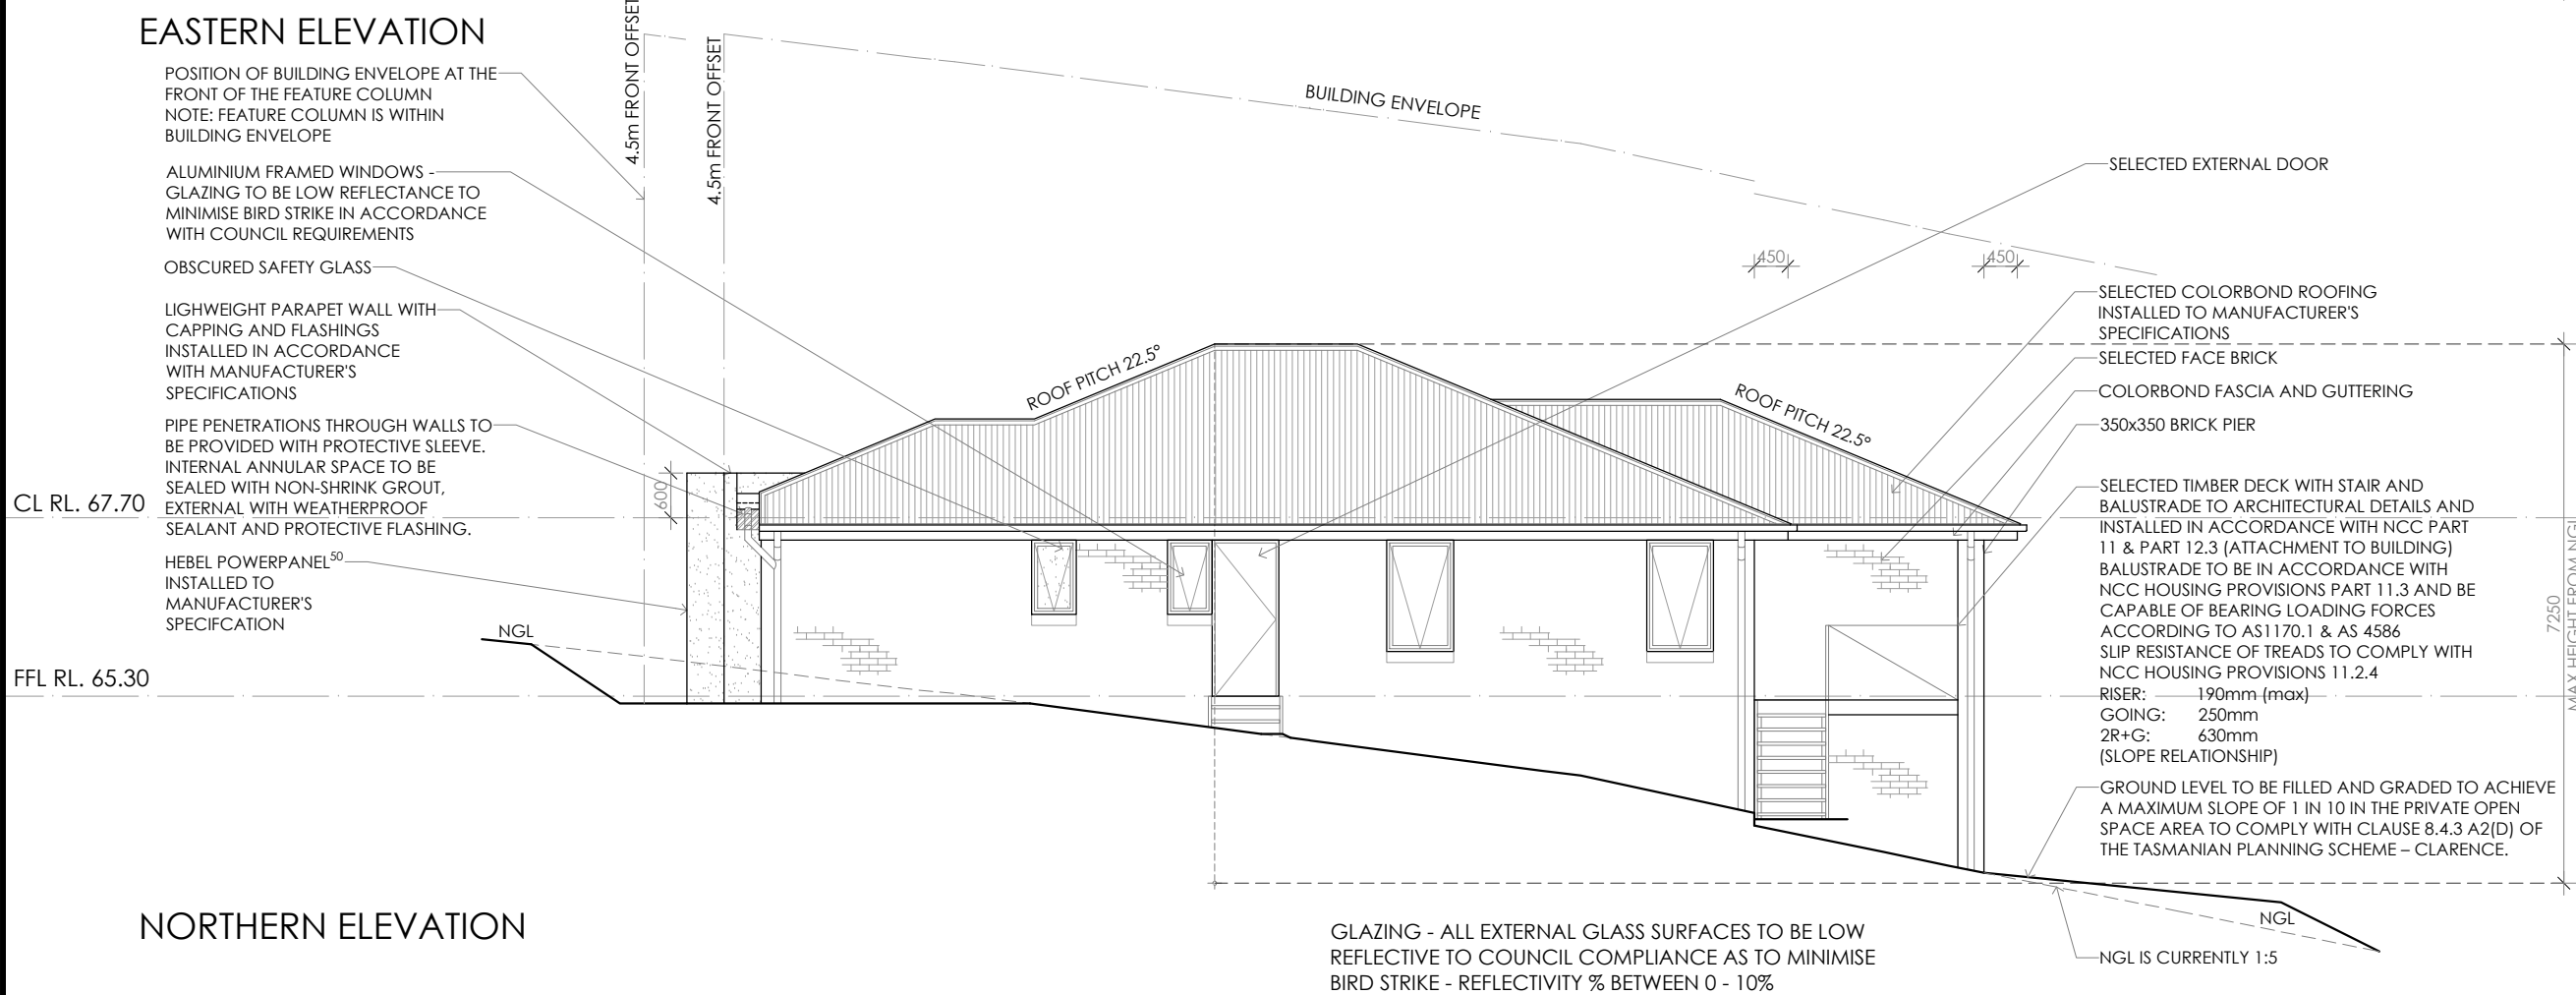 EASTERN ELEVATION
POSITION OF BUILDING ENVELOPE AT THE
FRONT OF THE FEATURE COLUMN
NOTE: FEATURE COLUMN IS WITHIN
BUILDING ENVELOPE
ALUMINIUM FRAMED WINDOWS -
GLAZING TO BE LOW REFLECTANCE TO
MINIMISE BIRD STRIKE IN ACCORDANCE
WITH COUNCIL REQUIREMENTS
OBSCURED SAFETY GLASS
LIGHWEIGHT PARAPET WALL WITH
CAPPING AND FLASHINGS
INSTALLED IN ACCORDANCE
WITH MANUFACTURER'S
SPECIFICATIONS
PIPE PENETRATIONS THROUGH WALLS TO
BE PROVIDED WITH PROTECTIVE SLEEVE.
INTERNAL ANNULAR SPACE TO BE
SEALED WITH NON-SHRINK GROUT,
EXTERNAL WITH WEATHERPROOF
SEALANT AND PROTECTIVE FLASHING.
HEBEL POWERPANEL50
INSTALLED TO
MANUFACTURER'S
SPECIFCATION
CL RL. 67.70
FFL RL. 65.30
NGL
4.5m FRONT OFFSET
4.5m FRONT OFFSET
600
BUILDING ENVELOPE
ROOF PITCH 22.5°
ROOF PITCH 22.5°
450
450
SELECTED EXTERNAL DOOR
SELECTED COLORBOND ROOFING
INSTALLED TO MANUFACTURER'S
SPECIFICATIONS
SELECTED FACE BRICK
COLORBOND FASCIA AND GUTTERING
350x350 BRICK PIER
SELECTED TIMBER DECK WITH STAIR AND
BALUSTRADE TO ARCHITECTURAL DETAILS AND
INSTALLED IN ACCORDANCE WITH NCC PART
11 & PART 12.3 (ATTACHMENT TO BUILDING)
BALUSTRADE TO BE IN ACCORDANCE WITH
NCC HOUSING PROVISIONS PART 11.3 AND BE
CAPABLE OF BEARING LOADING FORCES
ACCORDING TO AS1170.1 & AS 4586
SLIP RESISTANCE OF TREADS TO COMPLY WITH
NCC HOUSING PROVISIONS 11.2.4
RISER: 190mm (max)
GOING: 250mm
2R+G: 630mm
(SLOPE RELATIONSHIP)
GROUND LEVEL TO BE FILLED AND GRADED TO ACHIEVE
A MAXIMUM SLOPE OF 1 IN 10 IN THE PRIVATE OPEN
SPACE AREA TO COMPLY WITH CLAUSE 8.4.3 A2(D) OF
THE TASMANIAN PLANNING SCHEME – CLARENCE.
7250
MAX HEIGHT FROM NGL
NGL
NGL IS CURRENTLY 1:5
NORTHERN ELEVATION
GLAZING - ALL EXTERNAL GLASS SURFACES TO BE LOW
REFLECTIVE TO COUNCIL COMPLIANCE AS TO MINIMISE
BIRD STRIKE - REFLECTIVITY % BETWEEN 0 - 10%